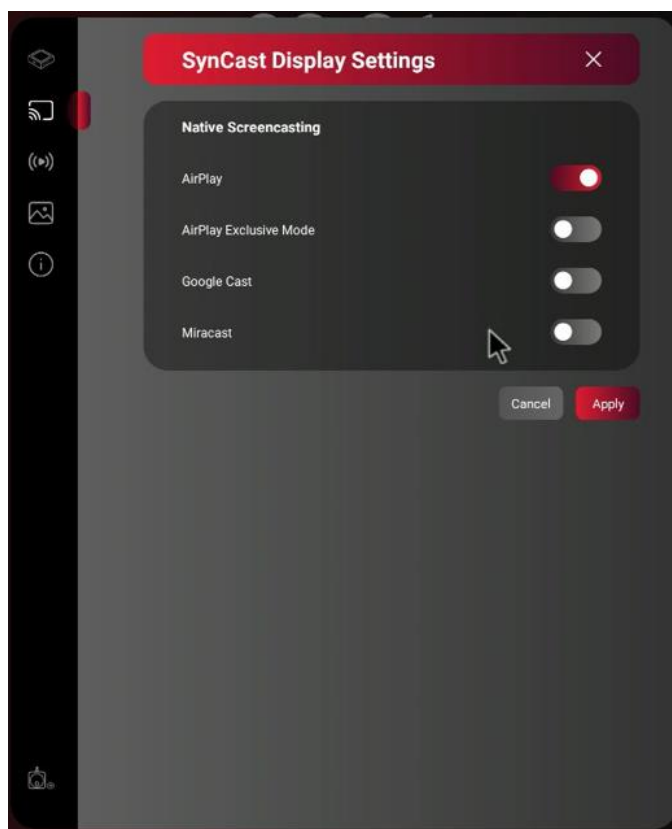 SynCast Display Settings
Native Screencasting
AirPlay
AirPlay Exclusive Mode
Google Cast
Miracast
Cancel Apply